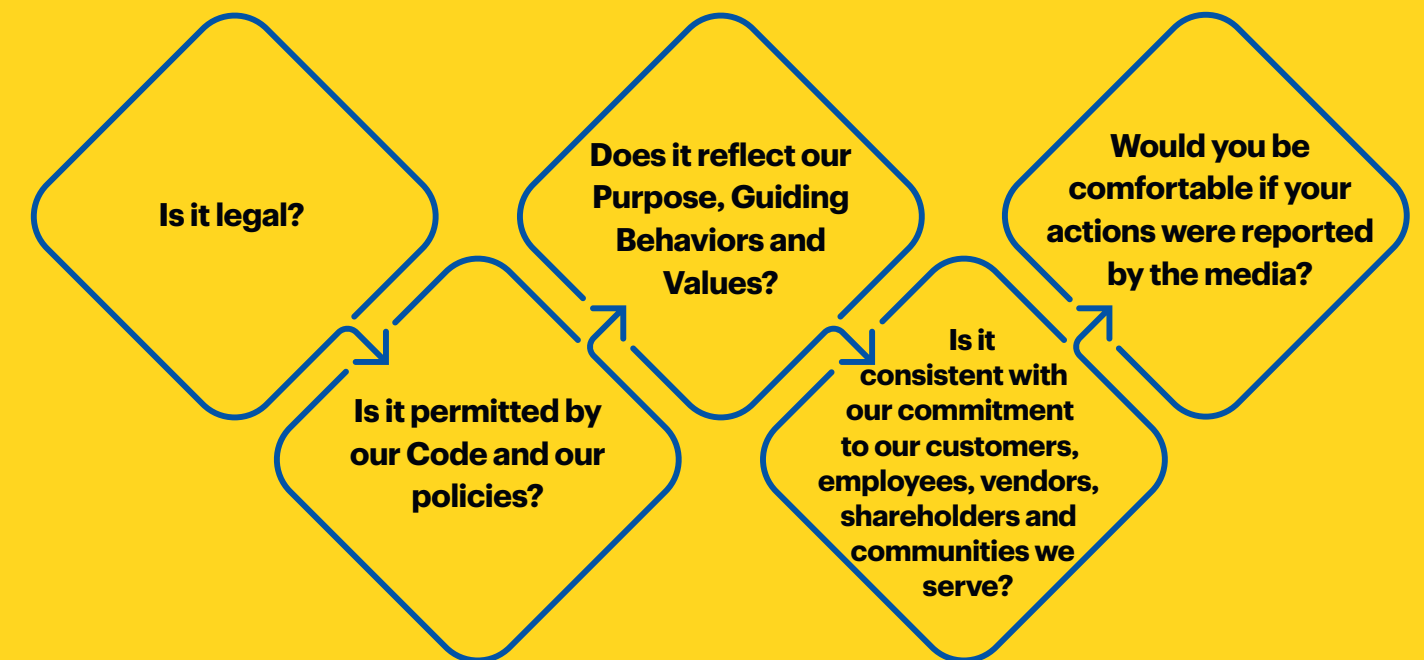 Is it legal?
Is it permitted by
our Code and our
policies?
Does it reflect our
Purpose, Guiding
Behaviors and
Values?
Is it
consistent with
our commitment
to our customers,
employees, vendors,
shareholders and
communities we
serve?
Would you be
comfortable if your
actions were reported
by the media?